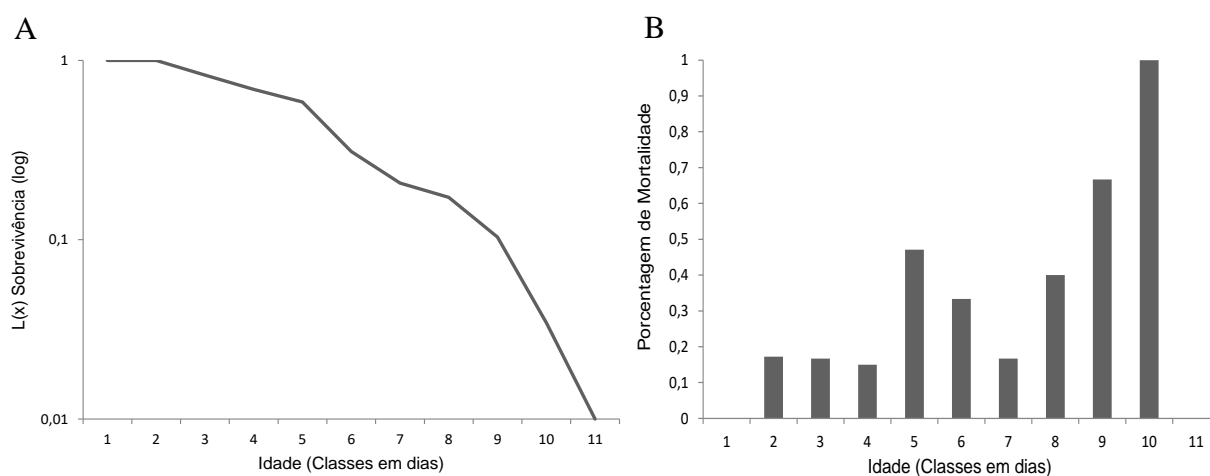 A
1
0,1
0,01
L(x) Sobrevivência (log)
1 2 3 4 5 6 7 8 9 10 11
Idade (Classes em dias)
B
1
0,9
0,8
0,7
0,6
0,5
0,4
0,3
0,2
0,1
0
Porcentagem de Mortalidade
1 2 3 4 5 6 7 8 9 10 11
Idade (Classes em dias)